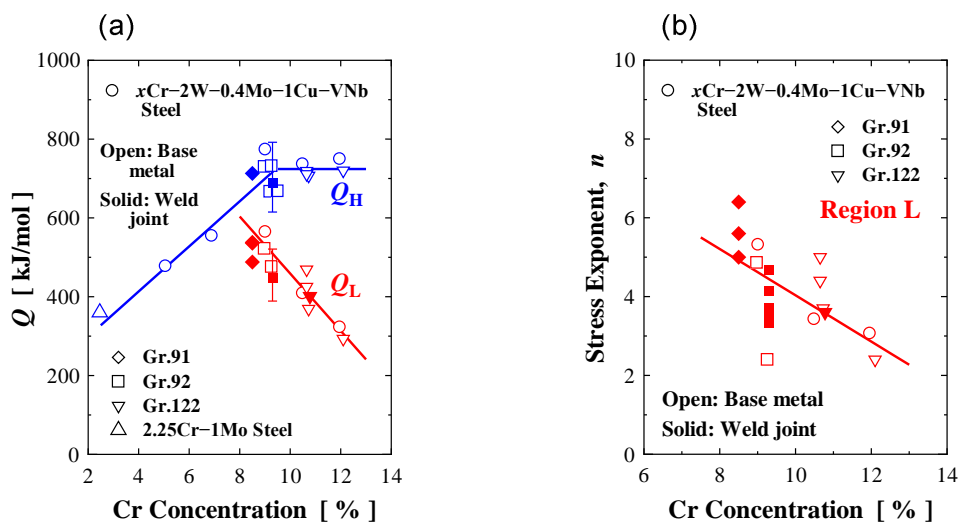 (a)
1000
800
600
400
200
0
2
4
6
8
10
12
14
Q [ kJ/mol ]
Cr Concentration [ % ]
xCr−2W−0.4Mo−1Cu−VNb
Steel
Open: Base
metal
Solid: Weld
joint
QH
QL
Gr.91
Gr.92
Gr.122
2.25Cr−1Mo Steel
(b)
10
8
6
4
2
0
6
8
10
12
14
Stress Exponent, n
Cr Concentration [ % ]
xCr−2W−0.4Mo−1Cu−VNb
Steel
Gr.91
Gr.92
Gr.122
Region L
Open: Base metal
Solid: Weld joint